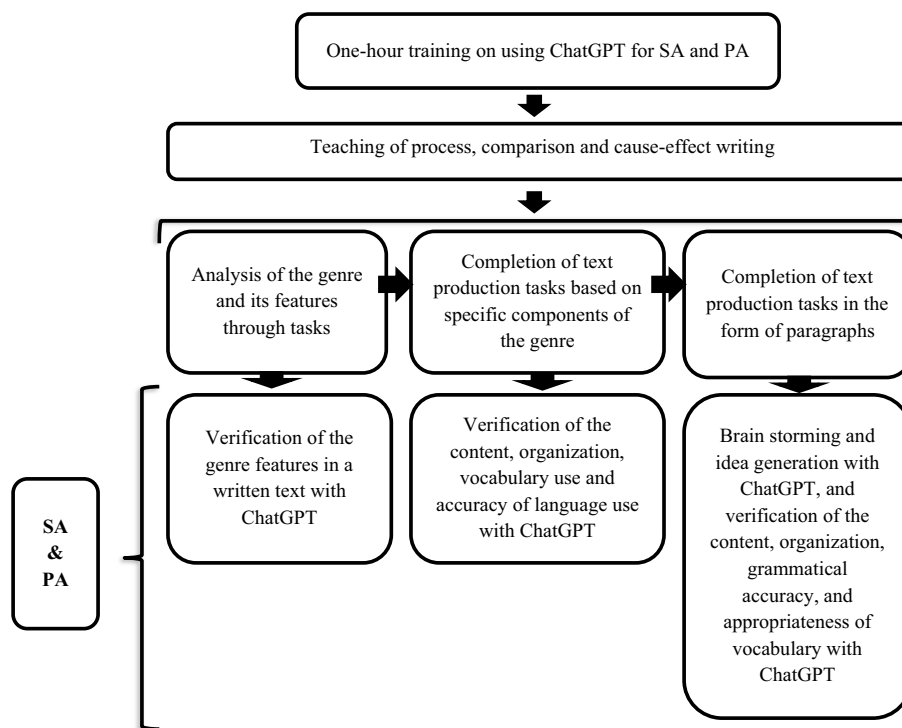 One-hour training on using ChatGPT for SA and PA
Teaching of process, comparison and cause-effect writing
Analysis of the genre
and its features
through tasks
Completion of text
production tasks based on
specific components of
the genre
Completion of text
production tasks in the
form of paragraphs
SA
&
PA
Verification of the
genre features in a
written text with
ChatGPT
Verification of the
content, organization,
vocabulary use and
accuracy of language use
with ChatGPT
Brain storming and
idea generation with
ChatGPT, and
verification of the
content, organization,
grammatical
accuracy, and
appropriateness of
vocabulary with
ChatGPT